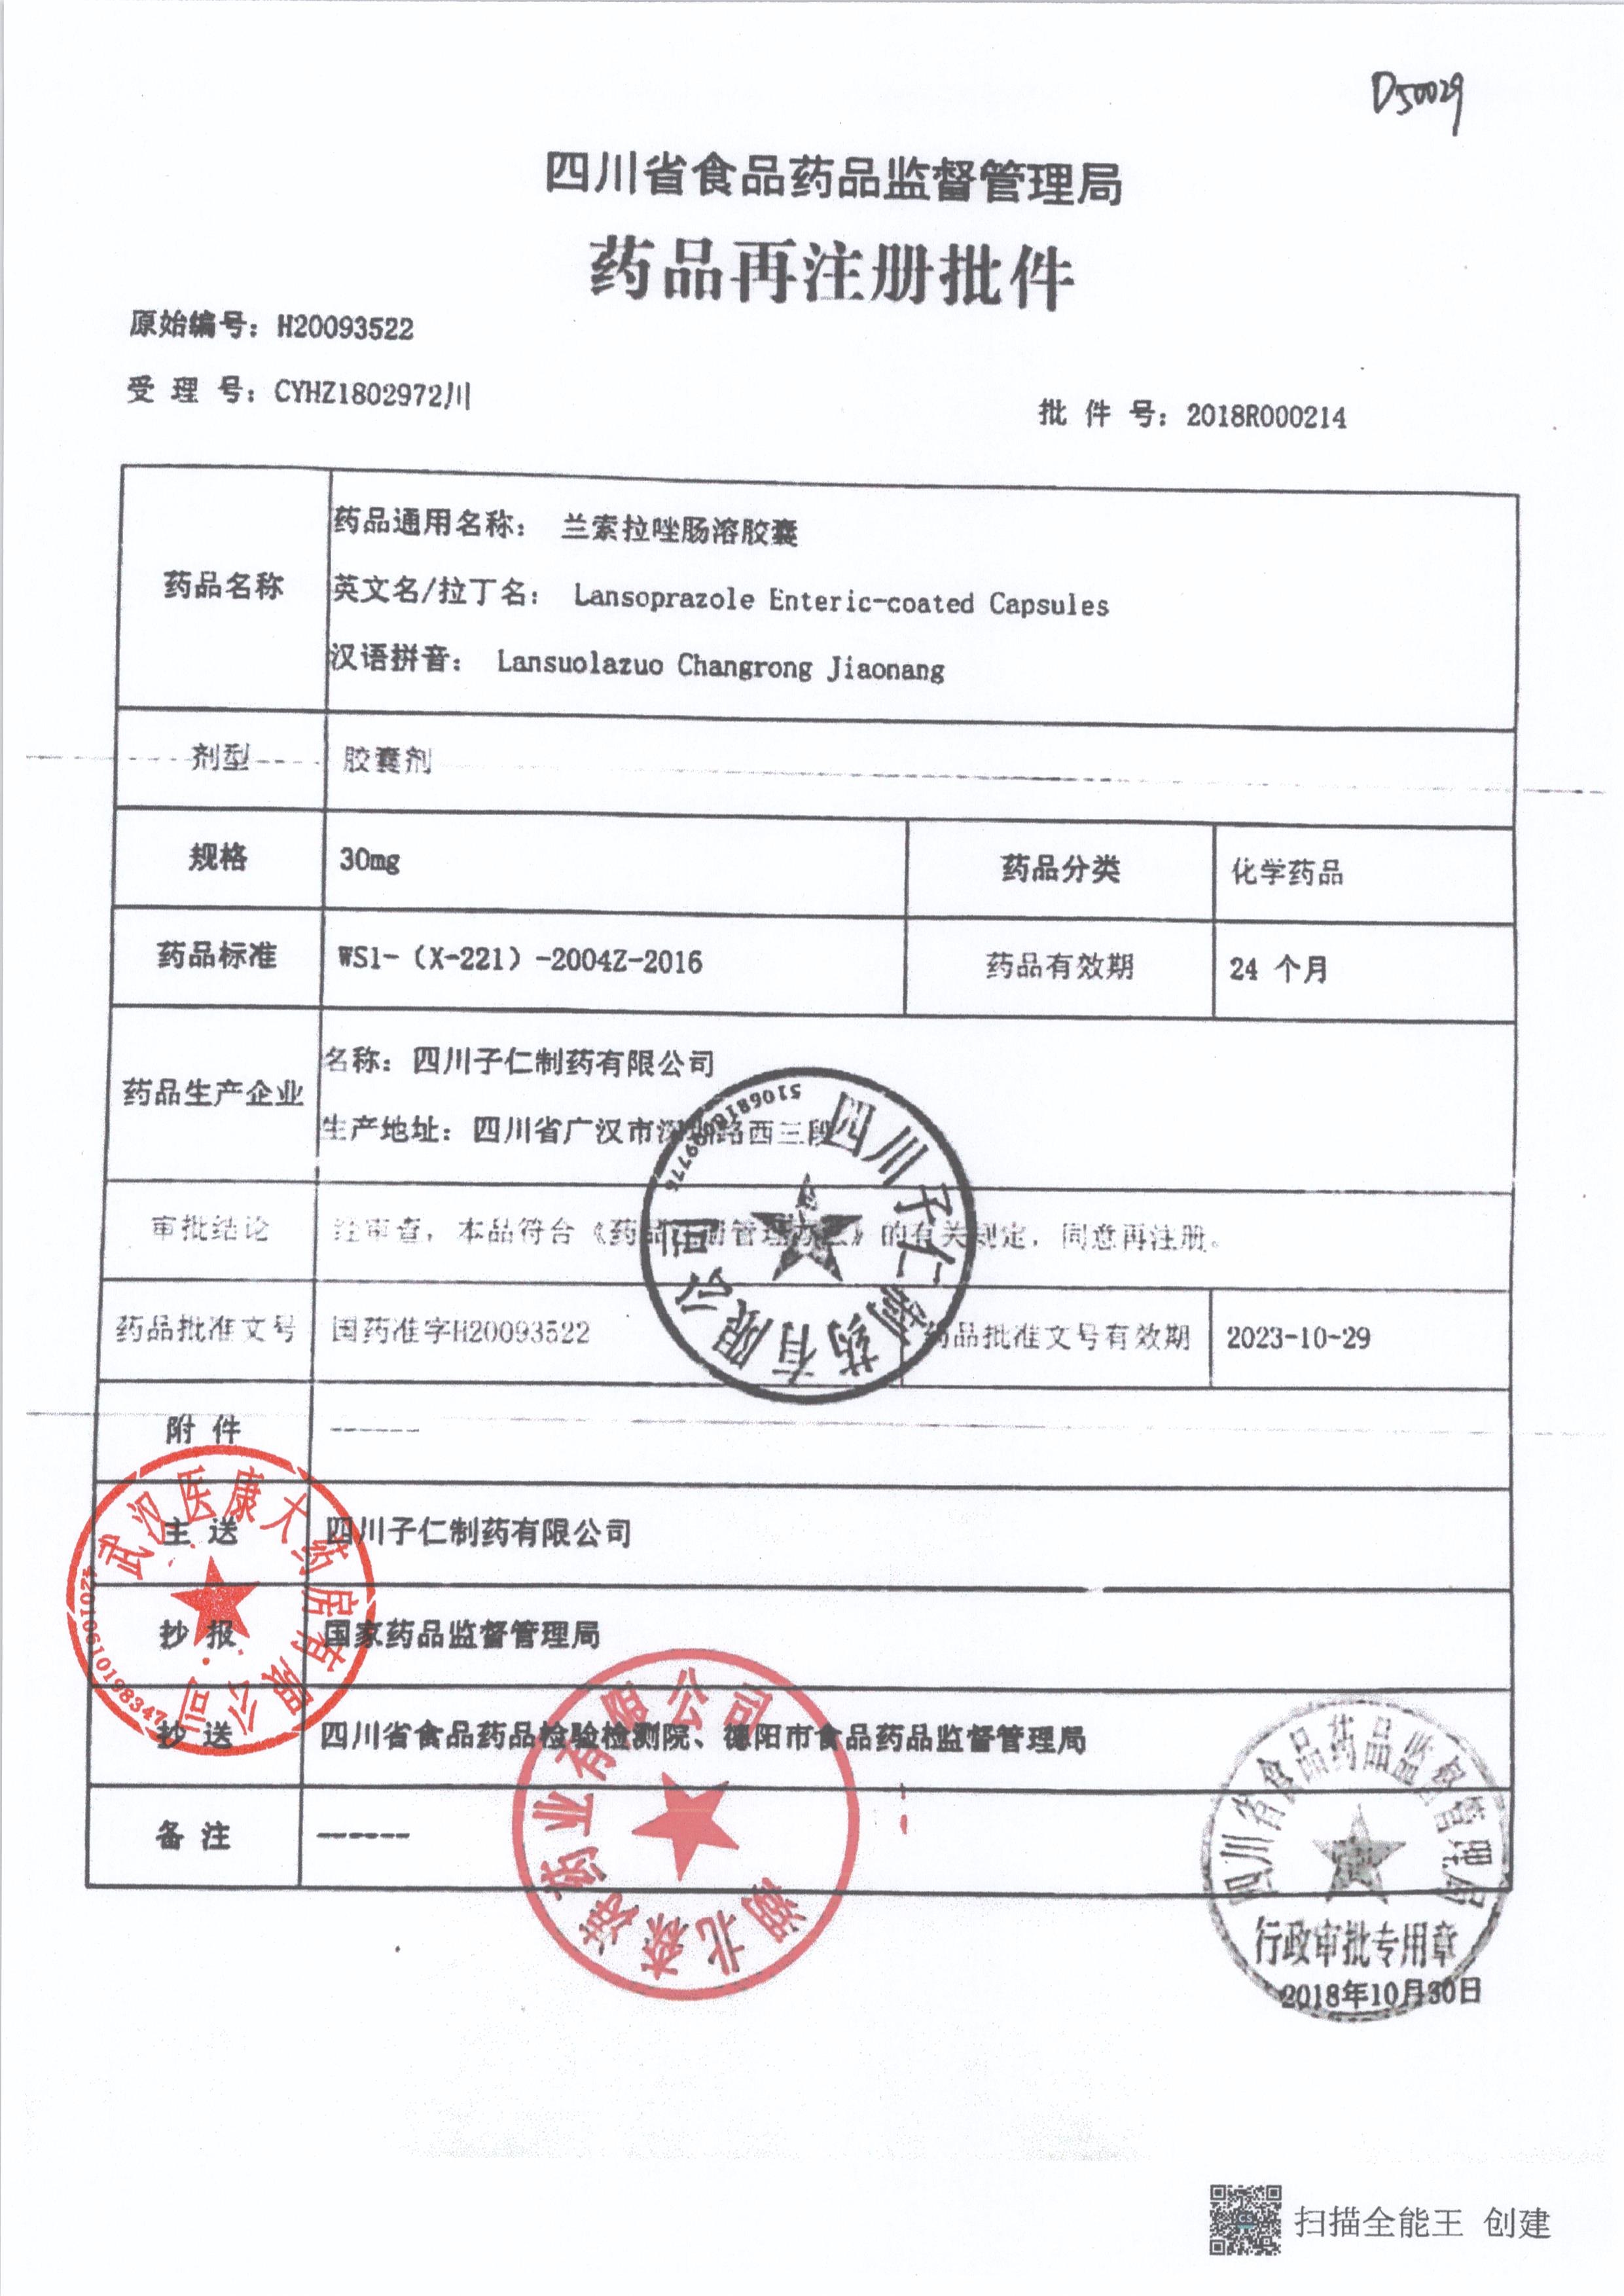 D50029
四川省食品药品监督管理局
药品再注册批件
原始编号：H20093522
受 理 号：CYHZ1802972川
批 件 号：2018R000214
药品名称
药品通用名称： 兰索拉唑肠溶胶囊
英文名/拉丁名： Lansoprazole Enteric-coated Capsules
汉语拼音： Lansuolazuo Changrong Jiaonang
剂型 胶囊剂
规格 30mg 药品分类 化学药品
药品标准 WS1-（X-221）-2004Z-2016 药品有效期 24 个月
药品生产企业
名称：四川子仁制药有限公司
生产地址：四川省广汉市深圳路西三段
审批结论 经审查，本品符合《药品注册管理办法》的有关规定，同意再注册。
药品批准文号 国药准字H20093522 药品批准文号有效期 2023-10-29
附 件 ------
主 送 四川子仁制药有限公司
抄 报 国家药品监督管理局
抄 送 四川省食品药品检验检测院、德阳市食品药品监督管理局
备 注 ------
四川子仁制药有限公司
武汉医康大药房有限公司
4201061019834７
药业有限公司
湖北森
四川省食品药品监督管理局
行政审批专用章
2018年10月30日
扫描全能王 创建